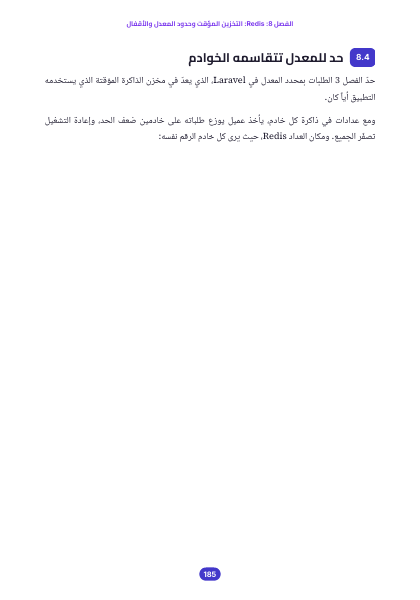 الفصل 8: Redis: التخزين المؤقت وحدود المعدل والأقفال
8.4 حد للمعدل تتقاسمه الخوادم
حدّ الفصل 3 الطلبات بمحدد المعدل في Laravel، الذي يعدّ في مخزن الذاكرة المؤقتة الذي يستخدمه
التطبيق أياً كان.
ومع عدادات في ذاكرة كل خادم، يأخذ عميل يوزع طلباته على خادمين ضعف الحد، وإعادة التشغيل
تصفّر الجميع. ومكان العداد Redis، حيث يرى كل خادم الرقم نفسه:
185